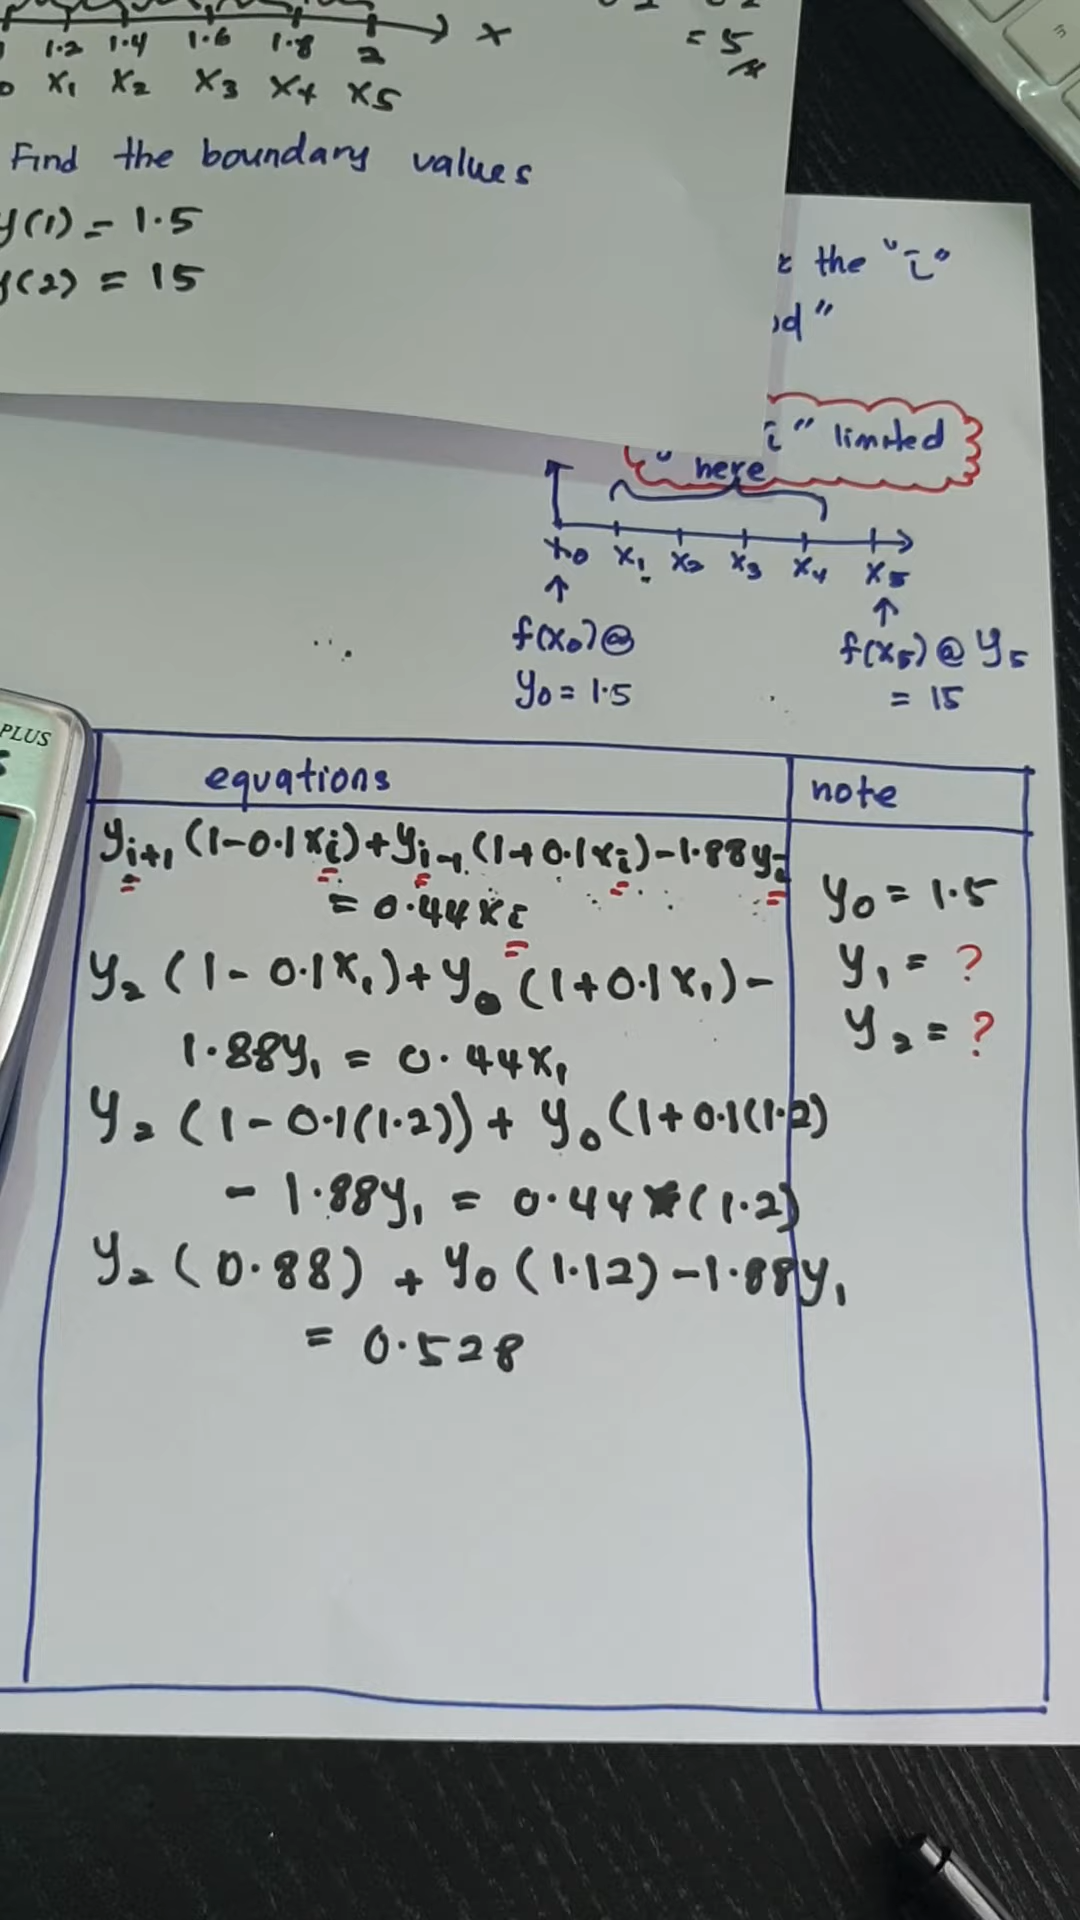 1.2 1.4 1.6 1.8 2 x
x₁ x₂ x₃ x₄ x₅
= 5
Find the boundary values
y(1) = 1.5
y(2) = 15
the "i"
"
i" limited
" here
x₀ x₁ x₂ x₃ x₄ x₅
↑ ↑
f(x₀) @
y₀ = 1.5
f(x₅) @ y₅
= 15
PLUS
equations
note
yᵢ₊₁ (1-0.1xᵢ) + yᵢ₋₁ (1+0.1xᵢ) - 1.88yᵢ
= 0.44xᵢ
y₂ (1 - 0.1x₁) + y₀ (1+0.1x₁) -
1.88y₁ = 0.44x₁
y₂ (1 - 0.1(1.2)) + y₀ (1+0.1(1.2)
- 1.88y₁ = 0.44 (1.2)
y₂ (0.88) + y₀ (1.12) - 1.88y₁
= 0.528
y₀ = 1.5
y₁ = ?
y₂ = ?